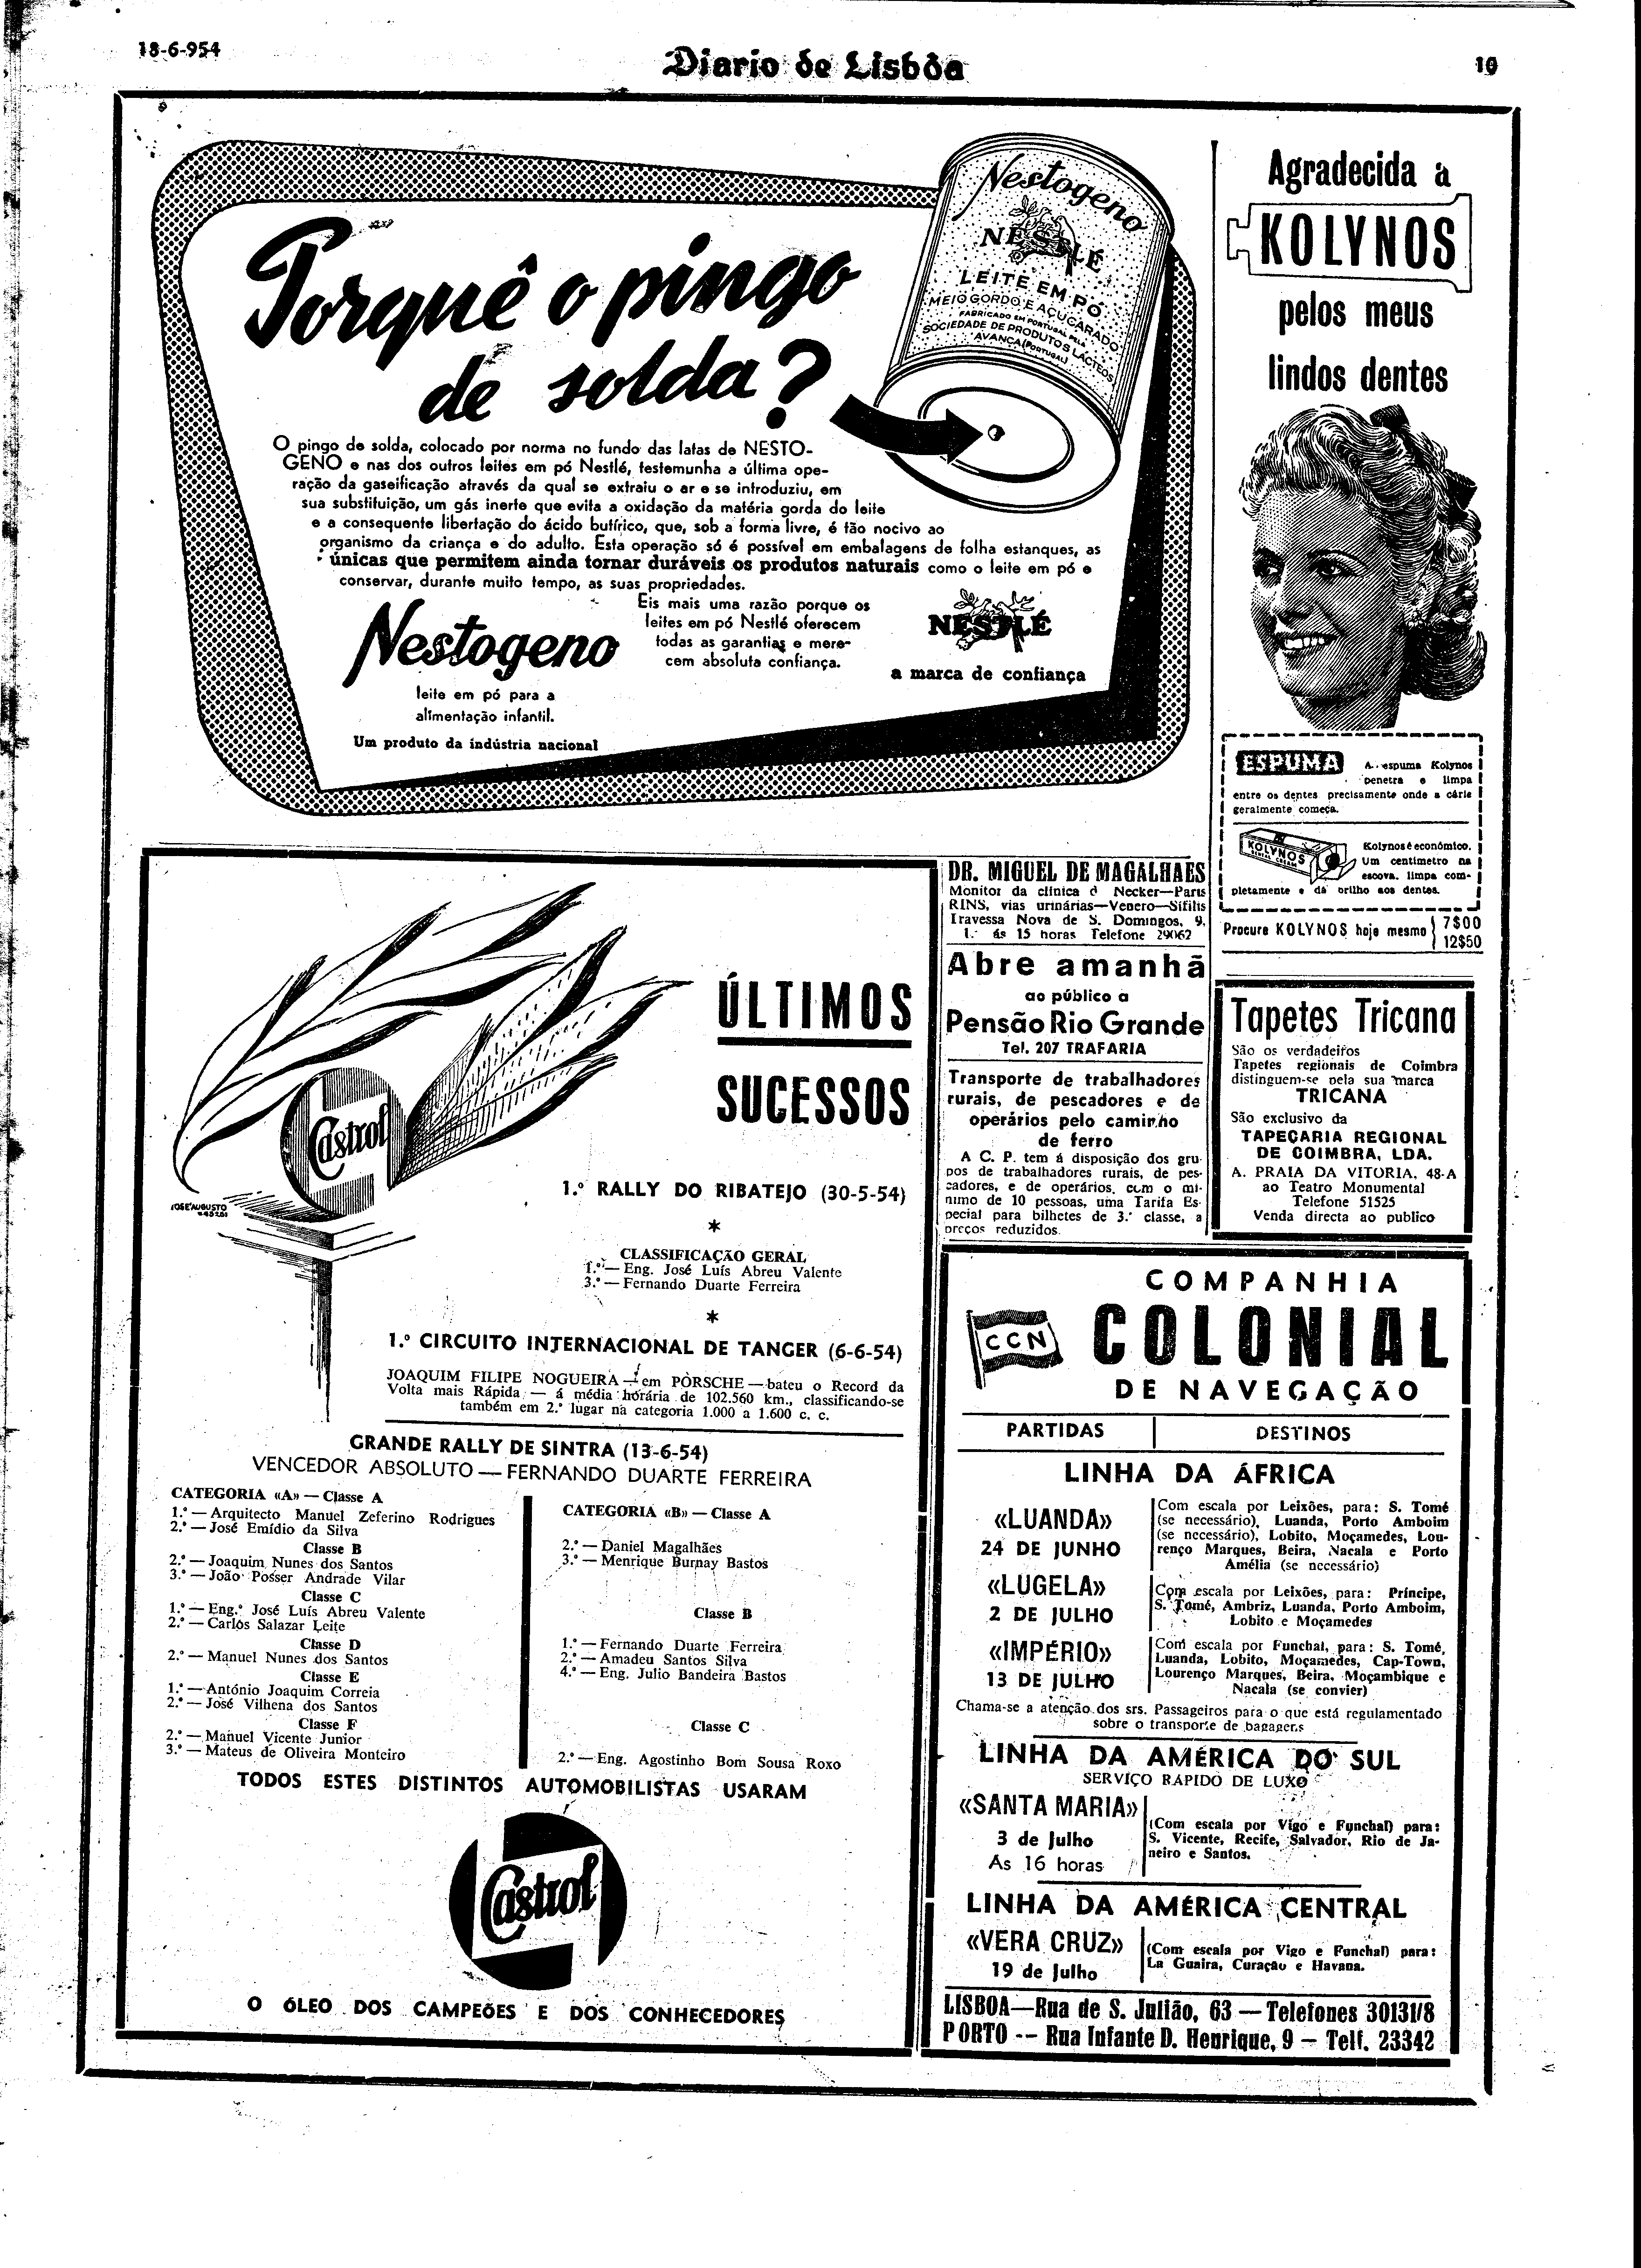 18-6-954
Diario de Lisbôa
10
Porquê o pingo
de solda?
Nestogeno
NESTLÉ
LEITE EM PÓ
MEIO GORDO E AÇUCARADO
FABRICADO EM PORTUGAL PELA
SOCIEDADE DE PRODUTOS LACTEOS
AVANCA (PORTUGAL)
O pingo de solda, colocado por norma no fundo das latas de NESTO-
GENO e nas dos outros leites em pó Nestlé, testemunha a última ope-
ração da gaseificação através da qual se extraiu o ar e se introduziu, em
sua substituição, um gás inerte que evita a oxidação da matéria gorda do leite
e a consequente libertação do ácido butírico, que, sob a forma livre, é tão nocivo ao
organismo da criança e do adulto. Esta operação só é possível em embalagens de folha estanques, as
únicas que permitem ainda tornar duráveis os produtos naturais como o leite em pó e
conservar, durante muito tempo, as suas propriedades.
Eis mais uma razão porque os
leites em pó Nestlé oferecem
todas as garantias e mere-
cem absoluta confiança.
Nestogeno
leite em pó para a
alimentação infantil.
Um produto da indústria nacional
NESTLÉ
a marca de confiança
Agradecida a
KOLYNOS
pelos meus
lindos dentes
ESPUMA
A espuma Kolynos
penetra e limpa
entre os dentes precisamente onde a cárie
geralmente começa.
KOLYNOS
DENTAL CREAM
Kolynos é económico.
Um centímetro na
escova, limpa com-
pletamente e dá brilho aos dentes.
Procure KOLYNOS hoje mesmo
7$00
12$50
ÚLTIMOS
SUCESSOS
Castrol
JOSÉ AUGUSTO
1.º RALLY DO RIBATEJO (30-5-54)
*
CLASSIFICAÇÃO GERAL
1.º — Eng. José Luís Abreu Valente
3.º — Fernando Duarte Ferreira
*
1.º CIRCUITO INTERNACIONAL DE TANGER (6-6-54)
JOAQUIM FILIPE NOGUEIRA — em PÓRSCHE — bateu o Record da
Volta mais Rápida — á média horária de 102.560 km., classificando-se
também em 2.º lugar na categoria 1.000 a 1.600 c. c.
GRANDE RALLY DE SINTRA (13-6-54)
VENCEDOR ABSOLUTO — FERNANDO DUARTE FERREIRA
CATEGORIA «A» — Classe A
1.º — Arquitecto Manuel Zeferino Rodrigues
2.º — José Emídio da Silva
Classe B
2.º — Joaquim Nunes dos Santos
3.º — João Posser Andrade Vilar
Classe C
1.º — Eng.º José Luís Abreu Valente
2.º — Carlos Salazar Leite
Classe D
2.º — Manuel Nunes dos Santos
Classe E
1.º — António Joaquim Correia
2.º — José Vilhena dos Santos
Classe F
2.º — Manuel Vicente Junior
3.º — Mateus de Oliveira Monteiro
CATEGORIA «B» — Classe A
2.º — Daniel Magalhães
3.º — Menrique Burnay Bastos
Classe B
1.º — Fernando Duarte Ferreira
2.º — Amadeu Santos Silva
4.º — Eng. Julio Bandeira Bastos
Classe C
2.º — Eng. Agostinho Bom Sousa Roxo
TODOS ESTES DISTINTOS AUTOMOBILISTAS USARAM
Castrol
O ÓLEO DOS CAMPEÕES E DOS CONHECEDORES
DR. MIGUEL DE MAGALHAES
Monitor da clinica d Necker—Paris
RINS, vias urinárias—Venero—Sifilis
Travessa Nova de S. Domingos, 9,
1.º ás 15 horas Telefone 29062
Abre amanhã
ao público a
Pensão Rio Grande
Tel. 207 TRAFARIA
Transporte de trabalhadores
rurais, de pescadores e de
operários pelo caminho
de ferro
A C. P. tem á disposição dos gru-
pos de trabalhadores rurais, de pes-
cadores, e de operários, com o mi-
nimo de 10 pessoas, uma Tarifa Es-
pecial para bilhetes de 3.ª classe, a
preços reduzidos.
Tapetes Tricana
São os verdadeiros
Tapetes regionais de Coimbra
distinguem-se pela sua marca
TRICANA
São exclusivo da
TAPEÇARIA REGIONAL
DE COIMBRA, LDA.
A. PRAIA DA VITORIA, 48-A
ao Teatro Monumental
Telefone 51525
Venda directa ao publico
COMPANHIA
CCN
COLONIAL
DE NAVEGAÇÃO
PARTIDAS
DESTINOS
LINHA DA ÁFRICA
«LUANDA»
24 DE JUNHO
Com escala por Leixões, para: S. Tomé
(se necessário), Luanda, Porto Amboim
(se necessário), Lobito, Moçamedes, Lou-
renço Marques, Beira, Nacala e Porto
Amélia (se necessário)
«LUGELA»
2 DE JULHO
Com escala por Leixões, para: Príncipe,
S. Tomé, Ambriz, Luanda, Porto Amboim,
Lobito e Moçamedes
«IMPÉRIO»
13 DE JULHO
Com escala por Funchal, para: S. Tomé,
Luanda, Lobito, Moçamedes, Cap-Town,
Lourenço Marques, Beira, Moçambique e
Nacala (se convier)
Chama-se a atenção dos srs. Passageiros para o que está regulamentado
sobre o transporte de bagagens
LINHA DA AMÉRICA DO SUL
SERVIÇO RAPIDO DE LUXO
«SANTA MARIA»
3 de Julho
As 16 horas
(Com escala por Vigo e Funchal) para:
S. Vicente, Recife, Salvador, Rio de Ja-
neiro e Santos.
LINHA DA AMÉRICA CENTRAL
«VERA CRUZ»
19 de Julho
(Com escala por Vigo e Funchal) para:
La Guaira, Curaçau e Havana.
LISBOA—Rua de S. Julião, 63 — Telefones 30131/8
PORTO -- Rua Infante D. Henrique, 9 — Telf. 23342